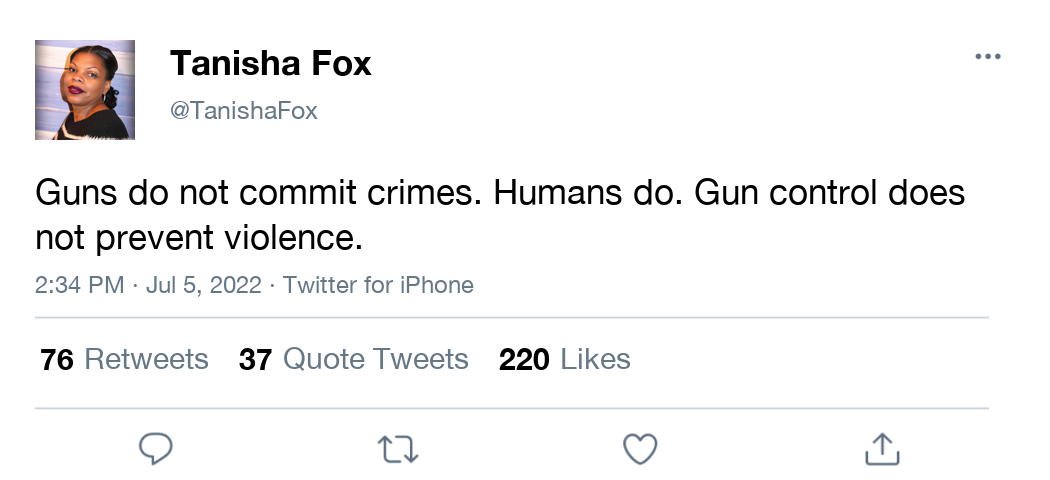 Tanisha Fox
@TanishaFox
Guns do not commit crimes. Humans do. Gun control does
not prevent violence.
2:34 PM · Jul 5, 2022 · Twitter for iPhone
76 Retweets 37 Quote Tweets 220 Likes